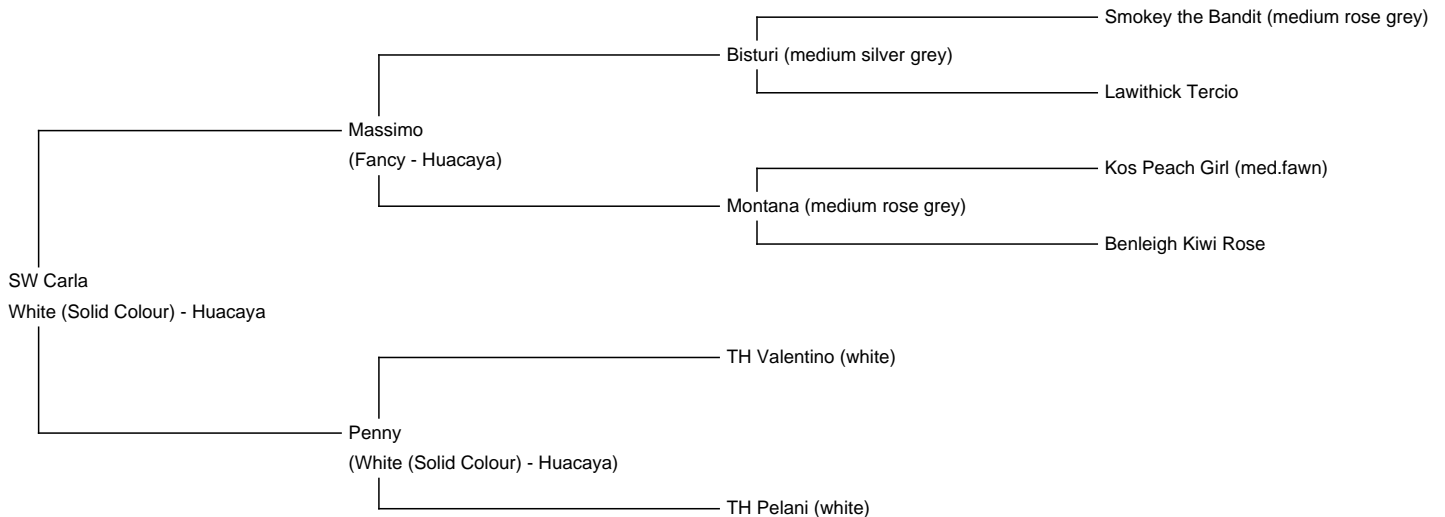 Smokey the Bandit (medium rose grey)
Bisturi (medium silver grey)
Lawithick Tercio
Massimo
(Fancy - Huacaya)
Kos Peach Girl (med.fawn)
Montana (medium rose grey)
Benleigh Kiwi Rose
SW Carla
White (Solid Colour) - Huacaya
TH Valentino (white)
Penny
(White (Solid Colour) - Huacaya)
TH Pelani (white)